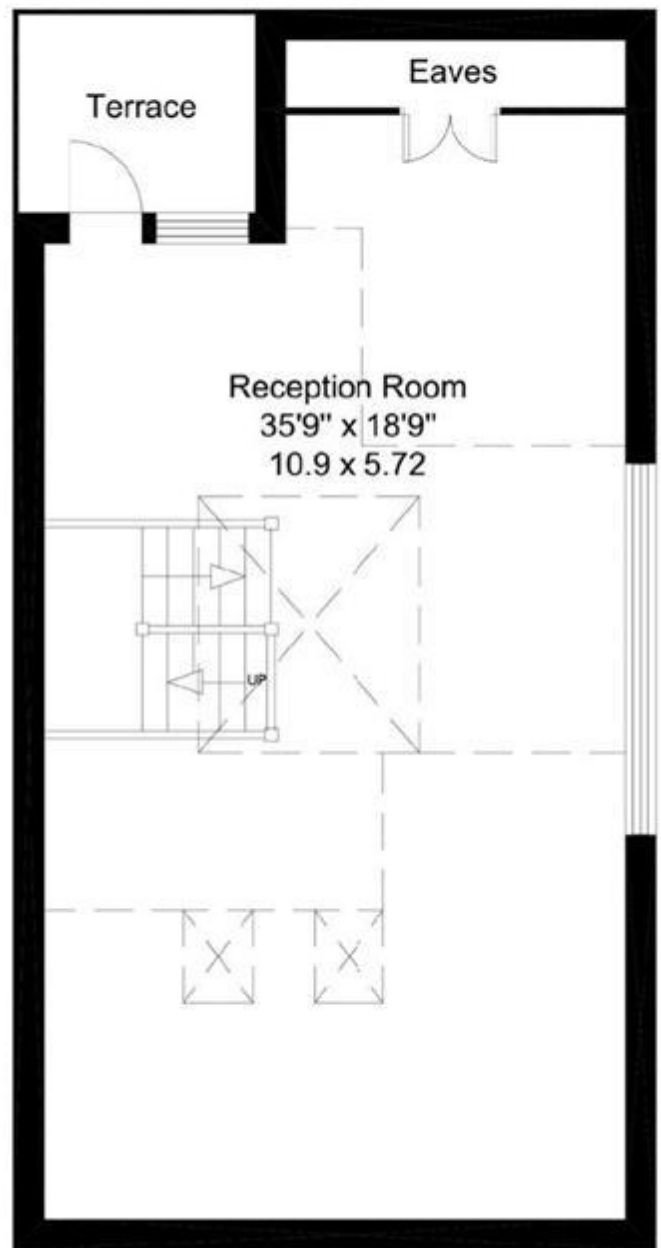 Eaves
Terrace
Reception Room
35'9" x 18'9"
10.9 x 5.72
UP